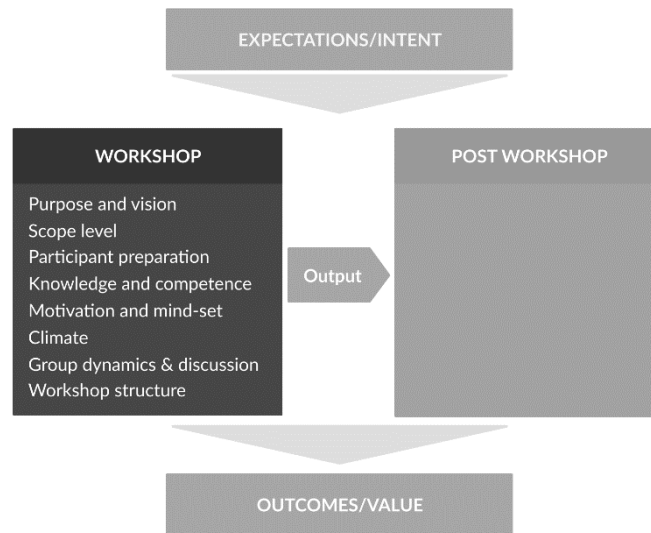 EXPECTATIONS/INTENT
WORKSHOP
Purpose and vision
Scope level
Participant preparation
Knowledge and competence
Motivation and mind-set
Climate
Group dynamics & discussion
Workshop structure
Output
POST WORKSHOP
OUTCOMES/VALUE